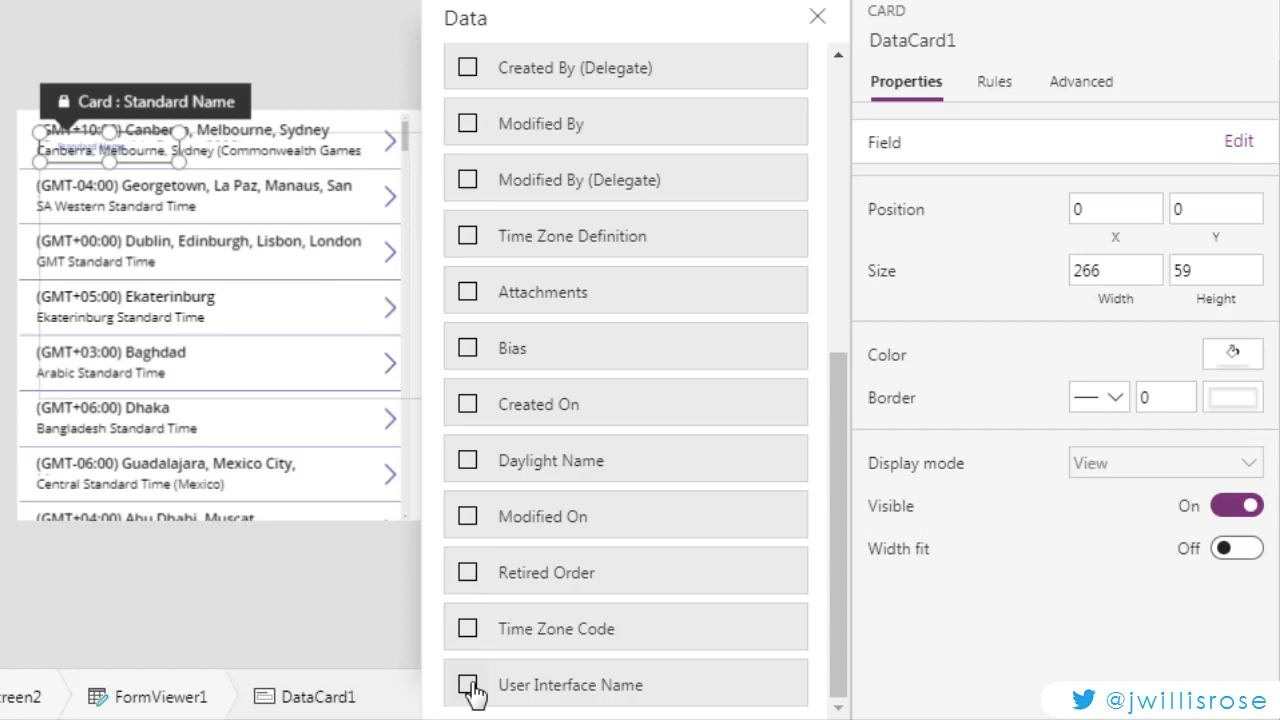 Card : Standard Name
(GMT+10:00) Canberra, Melbourne, Sydney
Canberra, Melbourne, Sydney (Commonwealth Games
Standard Name
(GMT-04:00) Georgetown, La Paz, Manaus, San
SA Western Standard Time
(GMT+00:00) Dublin, Edinburgh, Lisbon, London
GMT Standard Time
(GMT+05:00) Ekaterinburg
Ekaterinburg Standard Time
(GMT+03:00) Baghdad
Arabic Standard Time
(GMT+06:00) Dhaka
Bangladesh Standard Time
(GMT-06:00) Guadalajara, Mexico City,
Central Standard Time (Mexico)
(GMT+04:00) Abu Dhabi, Muscat
reen2
FormViewer1
DataCard1
Data
Created By (Delegate)
Modified By
Modified By (Delegate)
Time Zone Definition
Attachments
Bias
Created On
Daylight Name
Modified On
Retired Order
Time Zone Code
User Interface Name
CARD
DataCard1
Properties Rules Advanced
Field Edit
Position 0 0
X Y
Size 266 59
Width Height
Color
Border 0
Display mode View
Visible On
Width fit Off
@jwillisrose